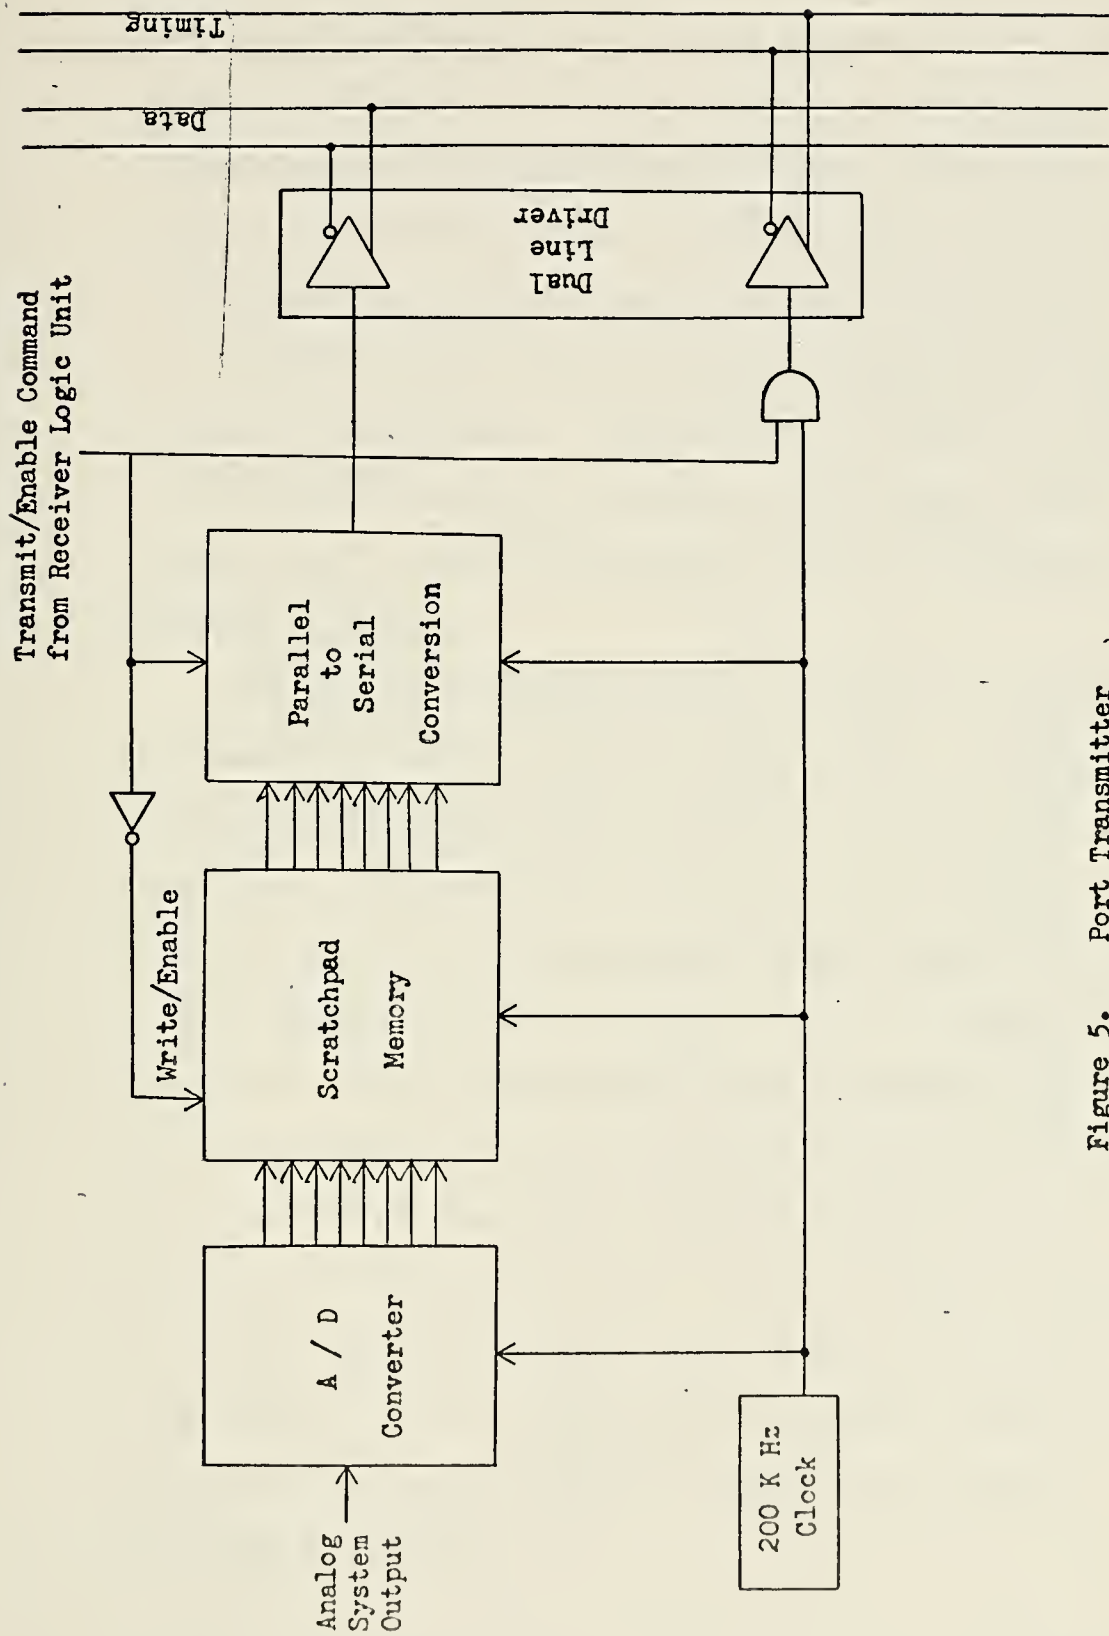 Transmit/Enable Command
from Receiver Logic Unit
Timing
Data
Dual
Line
Driver
Write/Enable
Parallel
to
Serial
Conversion
Scratchpad
Memory
A / D
Converter
Analog
System
Output
200 K Hz
Clock
Figure 5. Port Transmitter